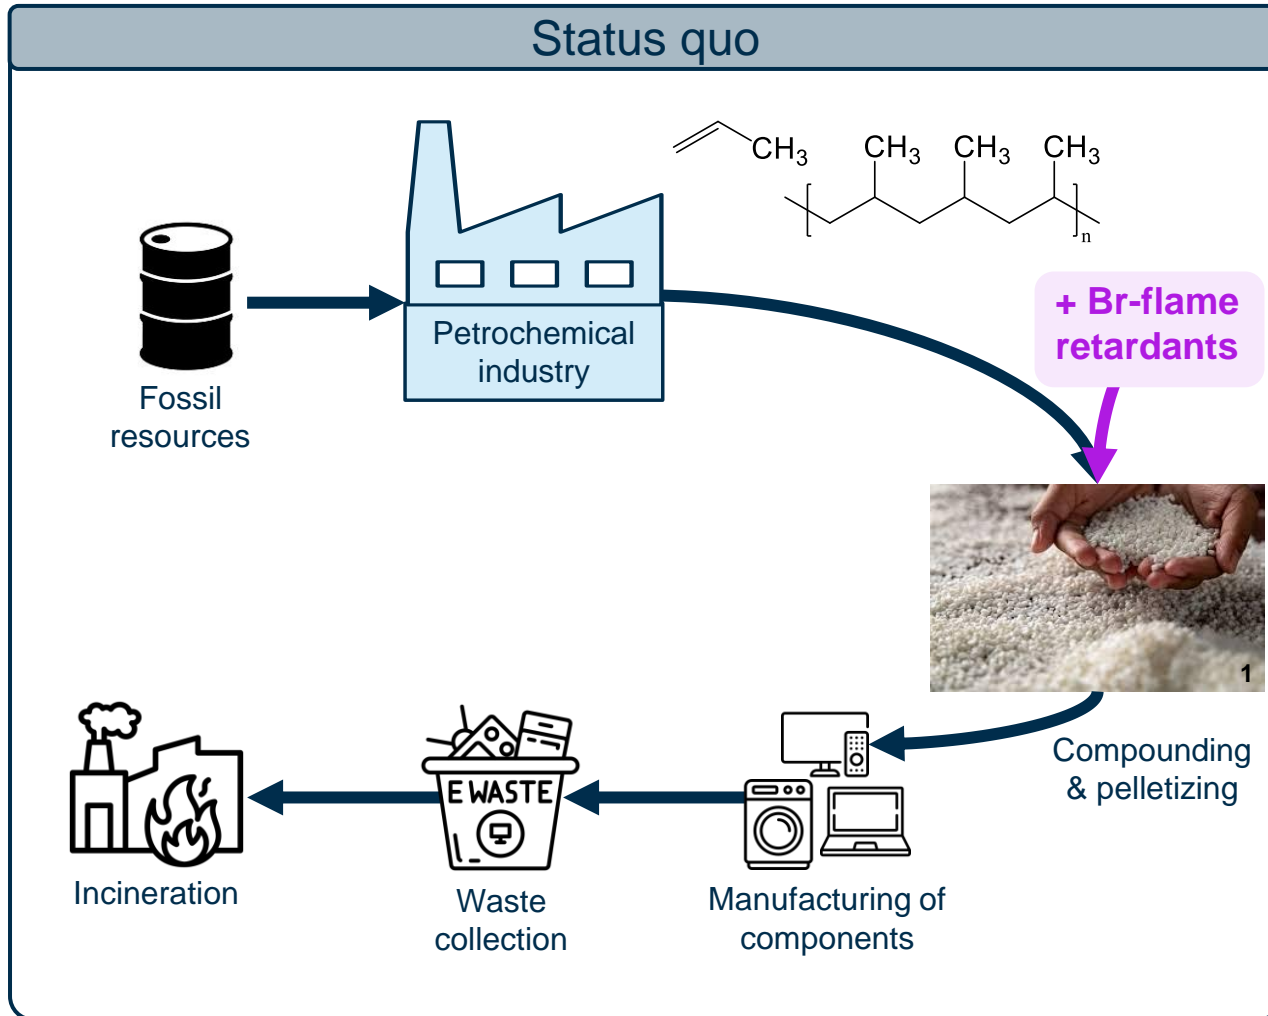 Status quo
CH3
CH3
CH3
CH3
n
+ Br-flame
retardants
Petrochemical
industry
Fossil
resources
1
Compounding
& pelletizing
E WASTE
Incineration
Waste
collection
Manufacturing of
components